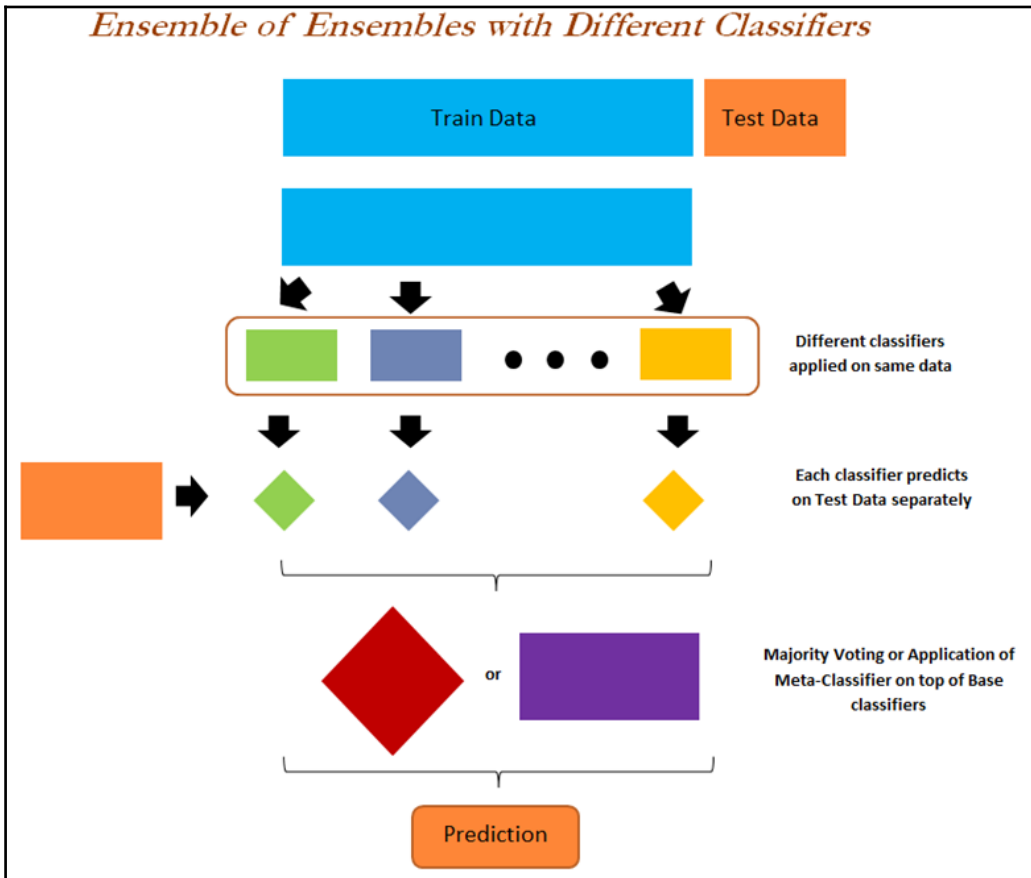 Ensemble of Ensembles with Different Classifiers
Train Data
Test Data
Different classifiers
applied on same data
Each classifier predicts
on Test Data separately
or
Majority Voting or Application of
Meta-Classifier on top of Base
classifiers
Prediction